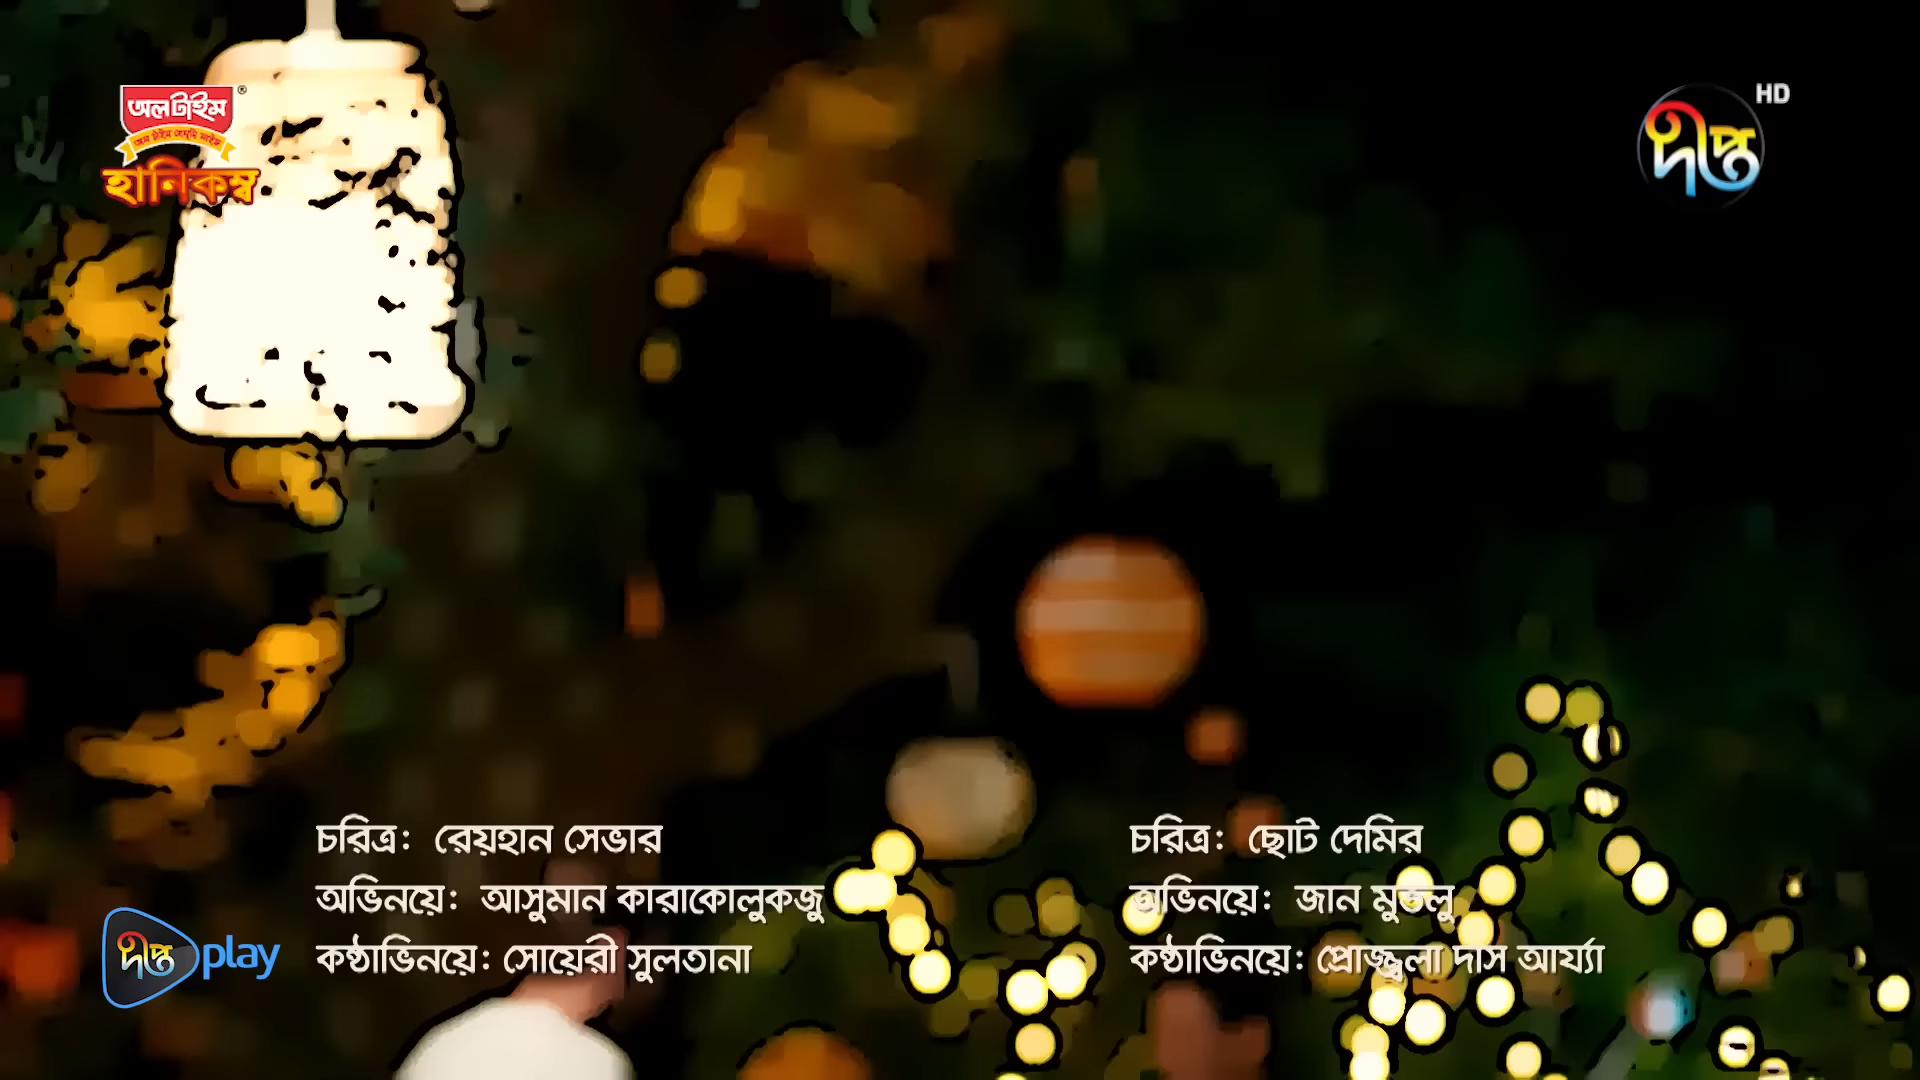 অলটাইম
হানিকম্ব
দীপ্ত HD
চরিত্র: রেয়হান সেভার
অভিনয়ে: আসুমান কারাকোলুকজু
কণ্ঠাভিনয়ে: সোয়েরী সুলতানা
চরিত্র: ছোট দেমির
অভিনয়ে: জান মুতলু
কণ্ঠাভিনয়ে: প্রোজ্জ্বলা দাস আর্য্যা
দীপ্ত play